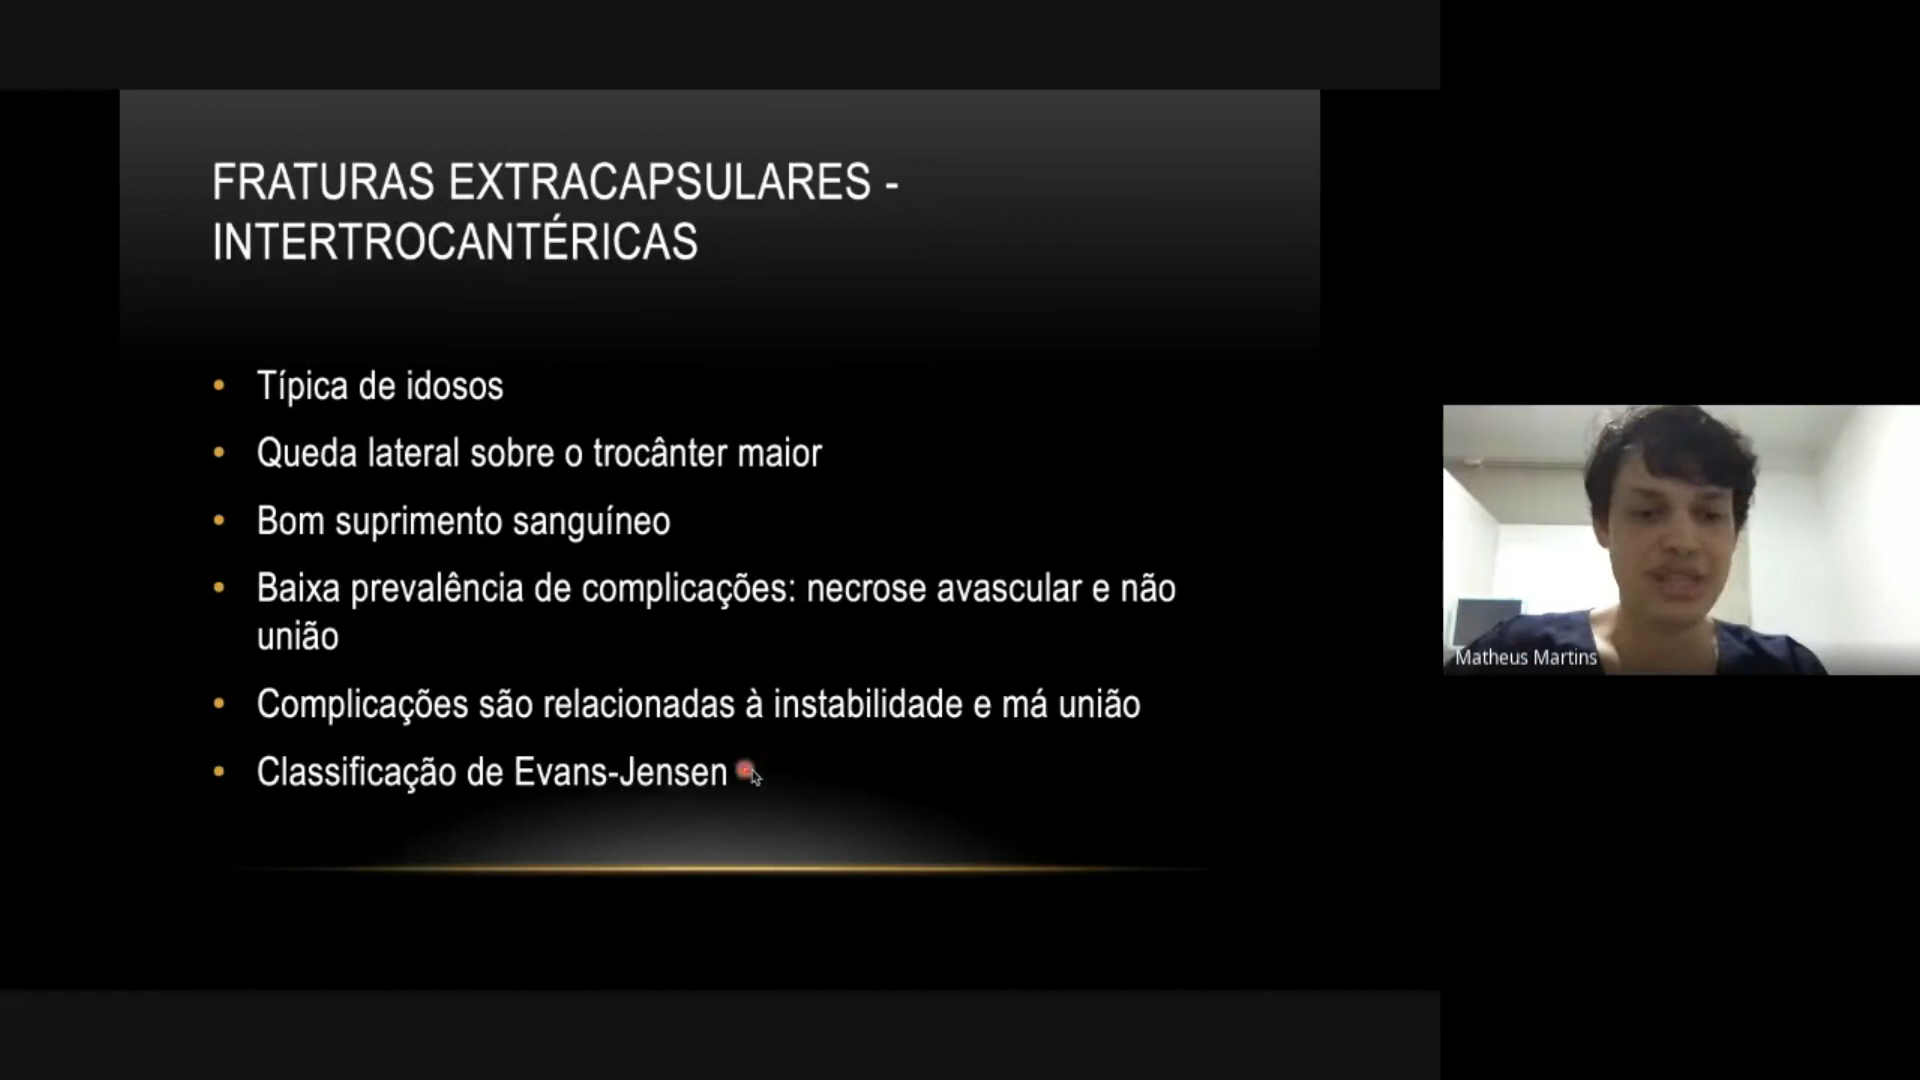 FRATURAS EXTRACAPSULARES -
INTERTROCANTÉRICAS
• Típica de idosos
• Queda lateral sobre o trocânter maior
• Bom suprimento sanguíneo
• Baixa prevalência de complicações: necrose avascular e não
união
• Complicações são relacionadas à instabilidade e má união
• Classificação de Evans-Jensen
Matheus Martins